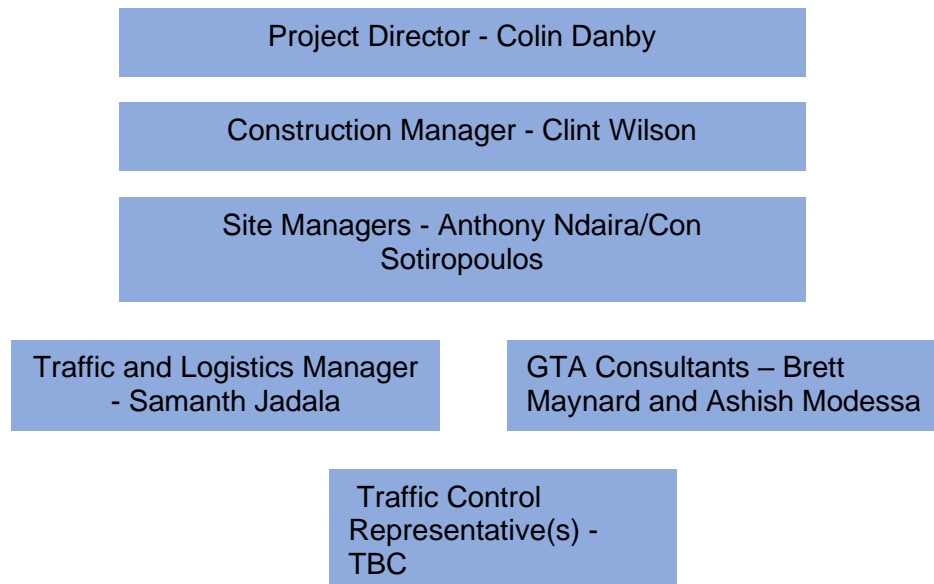 Project Director - Colin Danby
Construction Manager - Clint Wilson
Site Managers - Anthony Ndaira/Con
Sotiropoulos
Traffic and Logistics Manager
- Samanth Jadala
GTA Consultants – Brett
Maynard and Ashish Modessa
Traffic Control
Representative(s) -
TBC